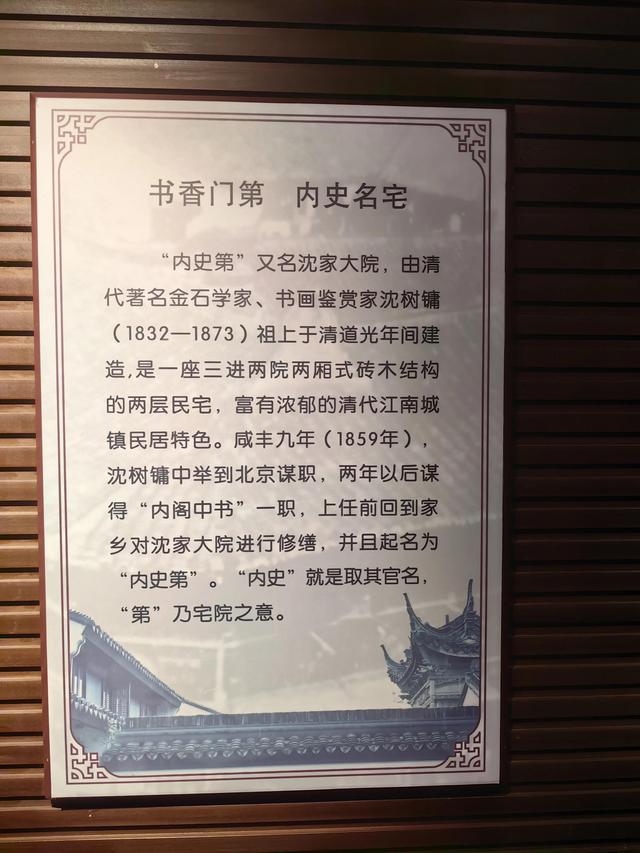 书香门第 内史名宅
“内史第”又名沈家大院，由清
代著名金石学家、书画鉴赏家沈树镛
（1832—1873）祖上于清道光年间建
造,是一座三进两院两厢式砖木结构
的两层民宅，富有浓郁的清代江南城
镇民居特色。咸丰九年（1859年），
沈树镛中举到北京谋职，两年以后谋
得“内阁中书”一职，上任前回到家
乡对沈家大院进行修缮，并且起名为
“内史第”。“内史”就是取其官名，
“第”乃宅院之意。